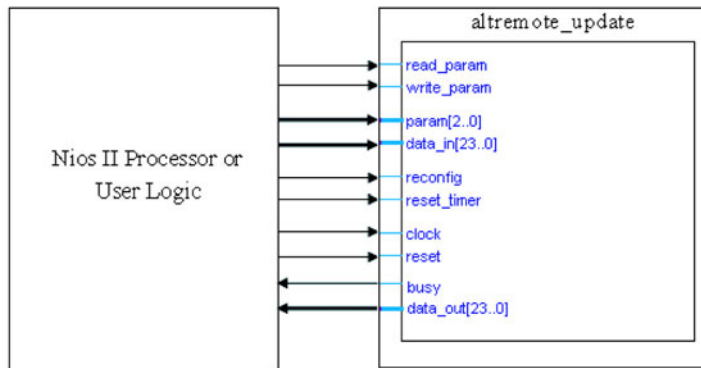 altremote_update
read_param
write_param
param[2..0]
data_in[23..0]
Nios II Processor or
User Logic
reconfig
reset_timer
clock
reset
busy
data_out[23..0]